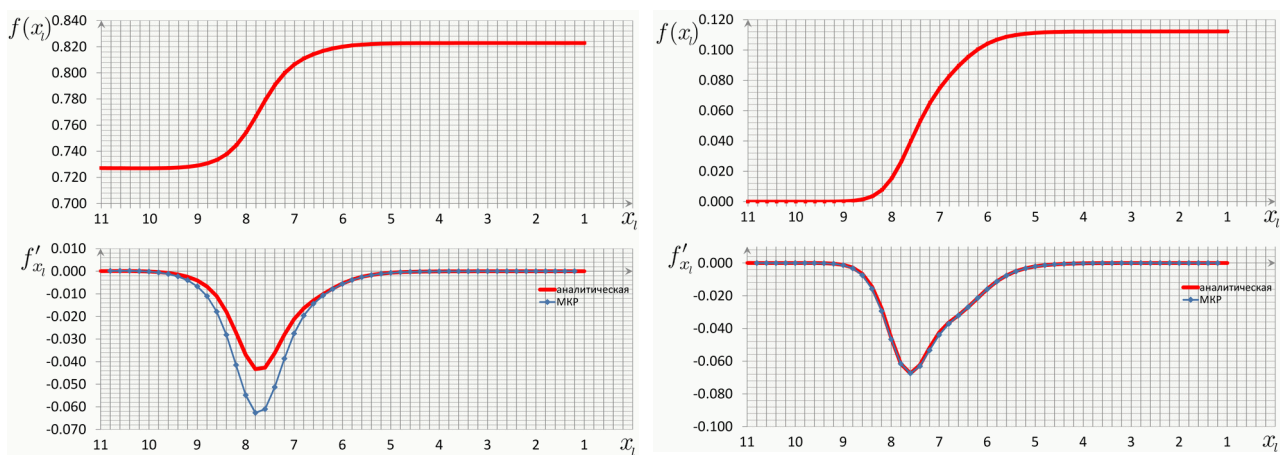 f(x_l)
0.840
0.820
0.800
0.780
0.760
0.740
0.720
0.700
11 10 9 8 7 6 5 4 3 2 1 x_l
f(x_l)
0.120
0.100
0.080
0.060
0.040
0.020
0.000
11 10 9 8 7 6 5 4 3 2 1 x_l
f'_{x_l}
0.010
0.000
-0.010
-0.020
-0.030
-0.040
-0.050
-0.060
-0.070
аналитическая
МКР
11 10 9 8 7 6 5 4 3 2 1 x_l
f'_{x_l}
0.000
-0.020
-0.040
-0.060
-0.080
-0.100
аналитическая
МКР
11 10 9 8 7 6 5 4 3 2 1 x_l